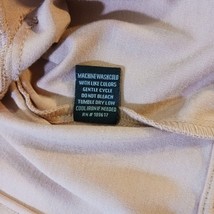 MACHINE WASH COLD
WITH LIKE COLORS
GENTLE CYCLE
DO NOT BLEACH
TUMBLE DRY LOW
COOL IRON IF NEEDED